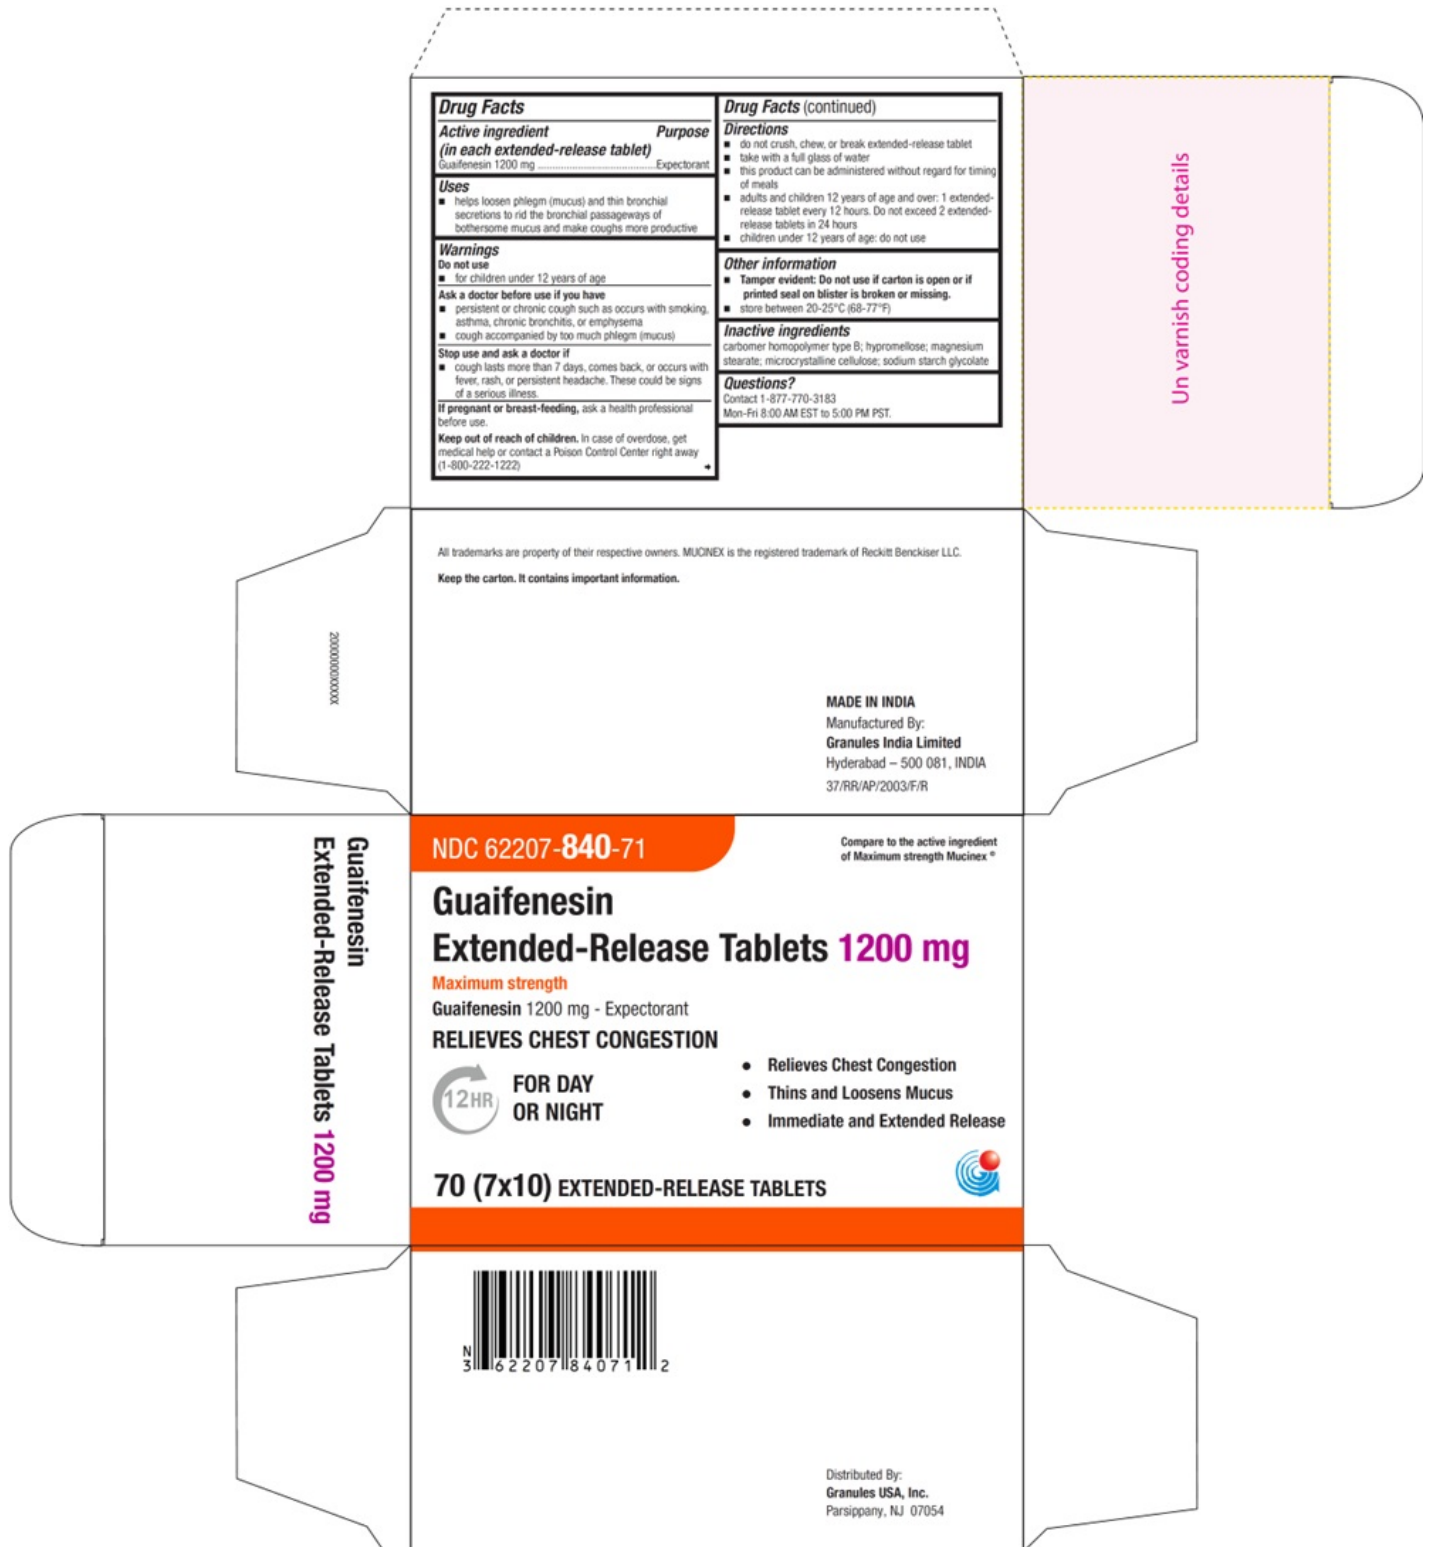 Drug Facts
Active ingredient Purpose
(in each extended-release tablet)
Guaifenesin 1200 mg ........................................Expectorant
Uses
■ helps loosen phlegm (mucus) and thin bronchial
secretions to rid the bronchial passageways of
bothersome mucus and make coughs more productive
Warnings
Do not use
■ for children under 12 years of age
Ask a doctor before use if you have
■ persistent or chronic cough such as occurs with smoking,
asthma, chronic bronchitis, or emphysema
■ cough accompanied by too much phlegm (mucus)
Stop use and ask a doctor if
■ cough lasts more than 7 days, comes back, or occurs with
fever, rash, or persistent headache. These could be signs
of a serious illness.
If pregnant or breast-feeding, ask a health professional
before use.
Keep out of reach of children. In case of overdose, get
medical help or contact a Poison Control Center right away
(1-800-222-1222)
Drug Facts (continued)
Directions
■ do not crush, chew, or break extended-release tablet
■ take with a full glass of water
■ this product can be administered without regard for timing
of meals
■ adults and children 12 years of age and over: 1 extended-
release tablet every 12 hours. Do not exceed 2 extended-
release tablets in 24 hours
■ children under 12 years of age: do not use
Other information
■ Tamper evident: Do not use if carton is open or if
printed seal on blister is broken or missing.
■ store between 20-25°C (68-77°F)
Inactive ingredients
carbomer homopolymer type B; hypromellose; magnesium
stearate; microcrystalline cellulose; sodium starch glycolate
Questions?
Contact 1-877-770-3183
Mon-Fri 8:00 AM EST to 5:00 PM PST.
Un varnish coding details
All trademarks are property of their respective owners. MUCINEX is the registered trademark of Reckitt Benckiser LLC.
Keep the carton. It contains important information.
MADE IN INDIA
Manufactured By:
Granules India Limited
Hyderabad – 500 081, INDIA
37/RR/AP/2003/F/R
Guaifenesin
Extended-Release Tablets 1200 mg
NDC 62207-840-71
Compare to the active ingredient
of Maximum strength Mucinex ®
Guaifenesin
Extended-Release Tablets 1200 mg
Maximum strength
Guaifenesin 1200 mg - Expectorant
RELIEVES CHEST CONGESTION
12HR
FOR DAY
OR NIGHT
● Relieves Chest Congestion
● Thins and Loosens Mucus
● Immediate and Extended Release
70 (7x10) EXTENDED-RELEASE TABLETS
N
3 62207 84071 2
Distributed By:
Granules USA, Inc.
Parsippany, NJ 07054